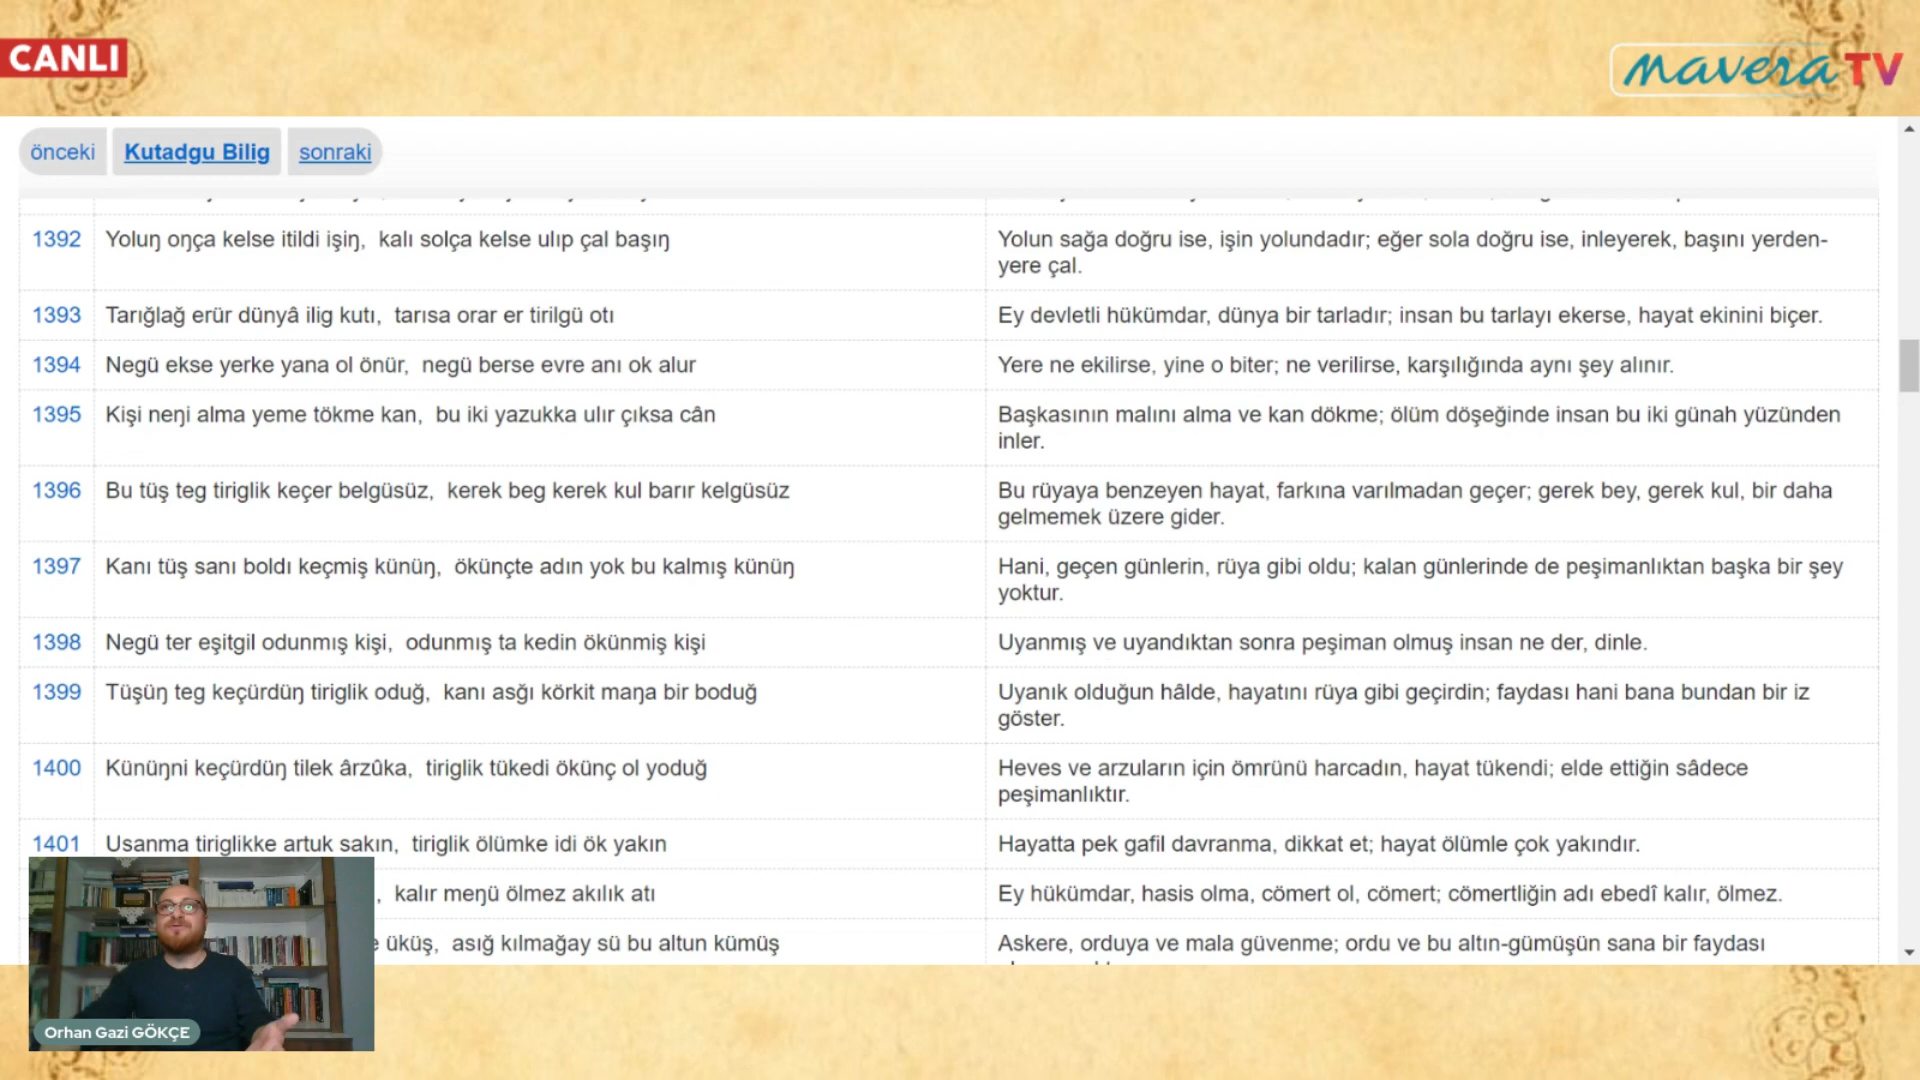 CANLI
mavera TV
önceki Kutadgu Bilig sonraki
1392 Yoluŋ oŋça kelse itildi işiŋ, kalı solça kelse ulıp çal başıŋ Yolun sağa doğru ise, işin yolundadır; eğer sola doğru ise, inleyerek, başını yerden-
yere çal.
1393 Tarığlağ erür dünyâ ilig kutı, tarısa orar er tirilgü otı Ey devletli hükümdar, dünya bir tarladır; insan bu tarlayı ekerse, hayat ekinini biçer.
1394 Negü ekse yerke yana ol önür, negü berse evre anı ok alur Yere ne ekilirse, yine o biter; ne verilirse, karşılığında aynı şey alınır.
1395 Kişi neŋi alma yeme tökme kan, bu iki yazukka ulır çıksa cân Başkasının malını alma ve kan dökme; ölüm döşeğinde insan bu iki günah yüzünden
inler.
1396 Bu tüş teg tiriglik keçer belgüsüz, kerek beg kerek kul barır kelgüsüz Bu rüyaya benzeyen hayat, farkına varılmadan geçer; gerek bey, gerek kul, bir daha
gelmemek üzere gider.
1397 Kanı tüş sanı boldı keçmiş künüŋ, ökünçte adın yok bu kalmış künüŋ Hani, geçen günlerin, rüya gibi oldu; kalan günlerinde de peşimanlıktan başka bir şey
yoktur.
1398 Negü ter eşitgil odunmış kişi, odunmış ta kedin ökünmiş kişi Uyanmış ve uyandıktan sonra peşiman olmuş insan ne der, dinle.
1399 Tüşüŋ teg keçürdüŋ tiriglik oduğ, kanı asğı körkit maŋa bir boduğ Uyanık olduğun hâlde, hayatını rüya gibi geçirdin; faydası hani bana bundan bir iz
göster.
1400 Künüŋni keçürdüŋ tilek ârzûka, tiriglik tükedi ökünç ol yoduğ Heves ve arzuların için ömrünü harcadın, hayat tükendi; elde ettiğin sâdece
peşimanlıktır.
1401 Usanma tiriglikke artuk sakın, tiriglik ölümke idi ök yakın Hayatta pek gafil davranma, dikkat et; hayat ölümle çok yakındır.
, kalır meŋü ölmez akılık atı Ey hükümdar, hasis olma, cömert ol, cömert; cömertliğin adı ebedî kalır, ölmez.
üküş, asığ kılmağay sü bu altun kümüş Askere, orduya ve mala güvenme; ordu ve bu altın-gümüşün sana bir faydası
Orhan Gazi GÖKÇE